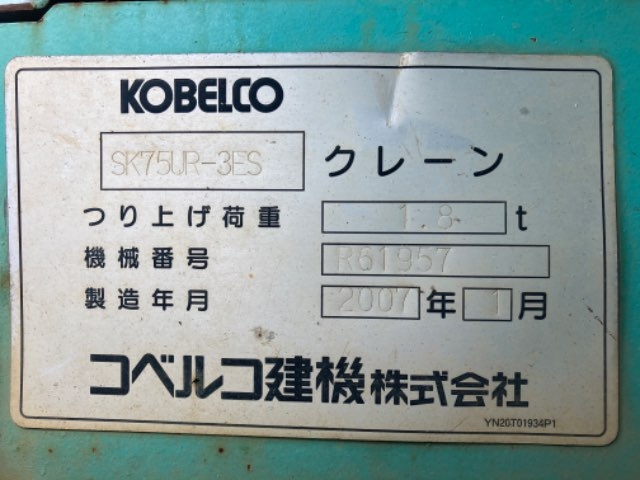 KOBELCO
SK75UR-3ES クレーン
つり上げ荷重 1.8 t
機械番号 R61957
製造年月 2007 年 1 月
コベルコ建機株式会社
YN20T01934P1